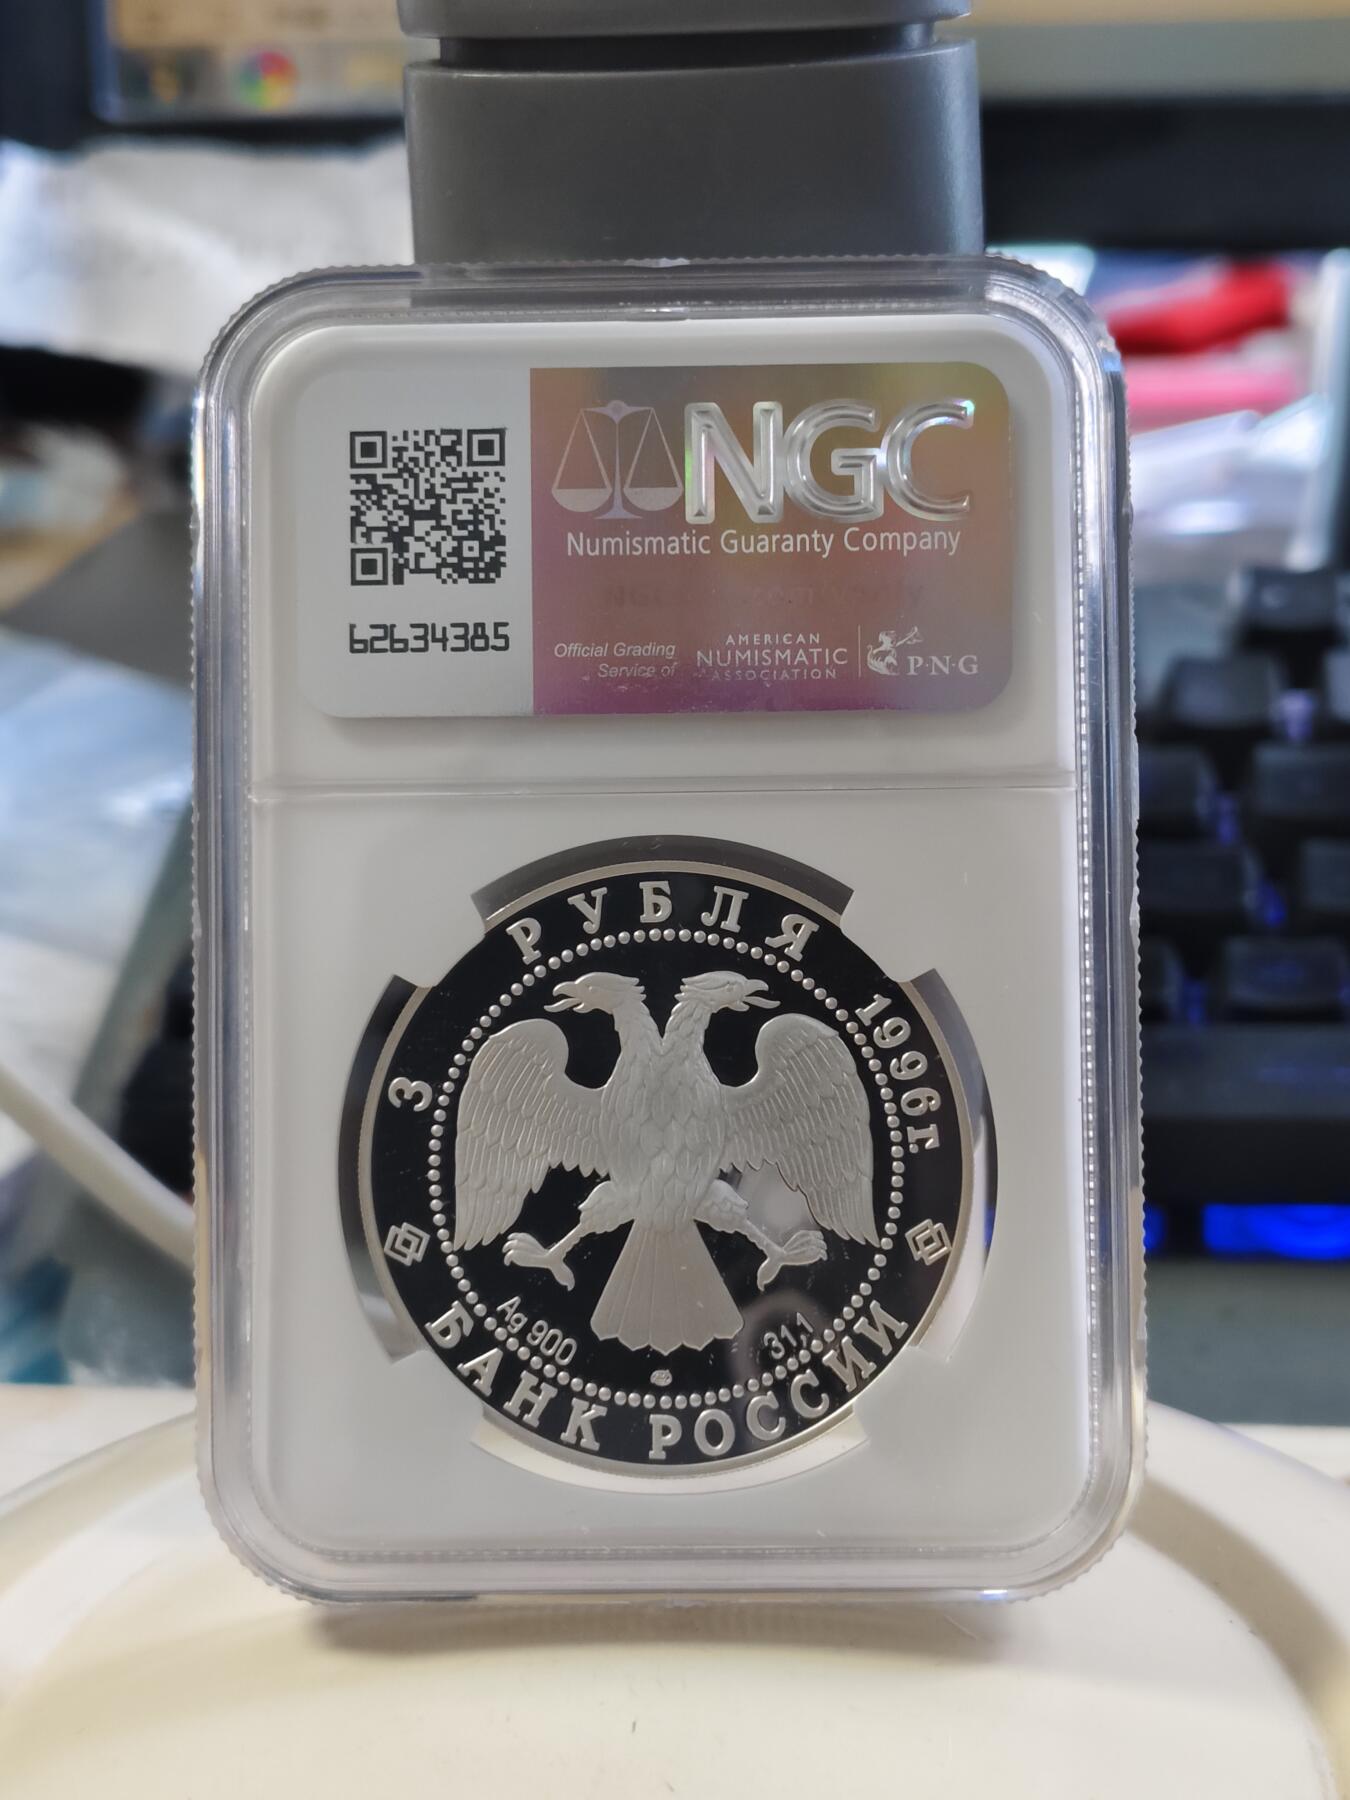 NGC
Numismatic Guaranty Company
62634385
Official Grading
Service of
AMERICAN
NUMISMATIC
ASSOCIATION
P·N·G
3 РУБЛЯ 1996г.
Ag 900
31,1
БАНК РОССИИ